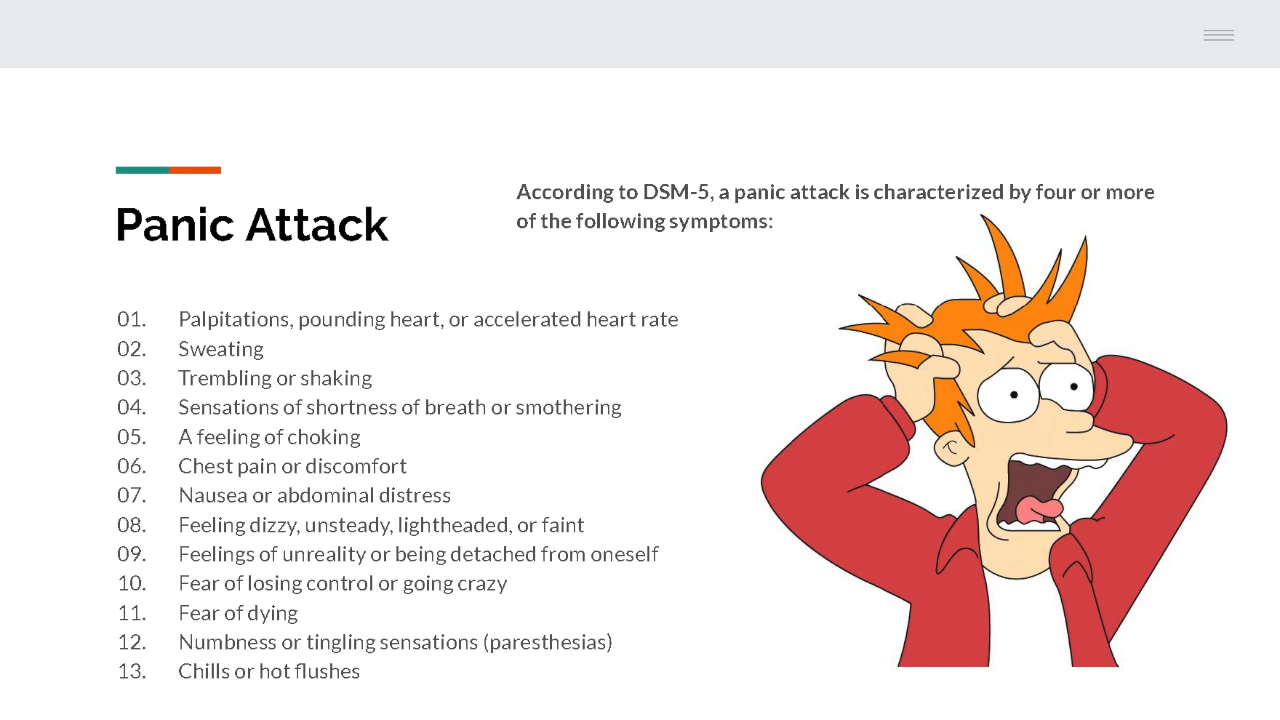 Panic Attack
According to DSM-5, a panic attack is characterized by four or more
of the following symptoms:
01. Palpitations, pounding heart, or accelerated heart rate
02. Sweating
03. Trembling or shaking
04. Sensations of shortness of breath or smothering
05. A feeling of choking
06. Chest pain or discomfort
07. Nausea or abdominal distress
08. Feeling dizzy, unsteady, lightheaded, or faint
09. Feelings of unreality or being detached from oneself
10. Fear of losing control or going crazy
11. Fear of dying
12. Numbness or tingling sensations (paresthesias)
13. Chills or hot flushes